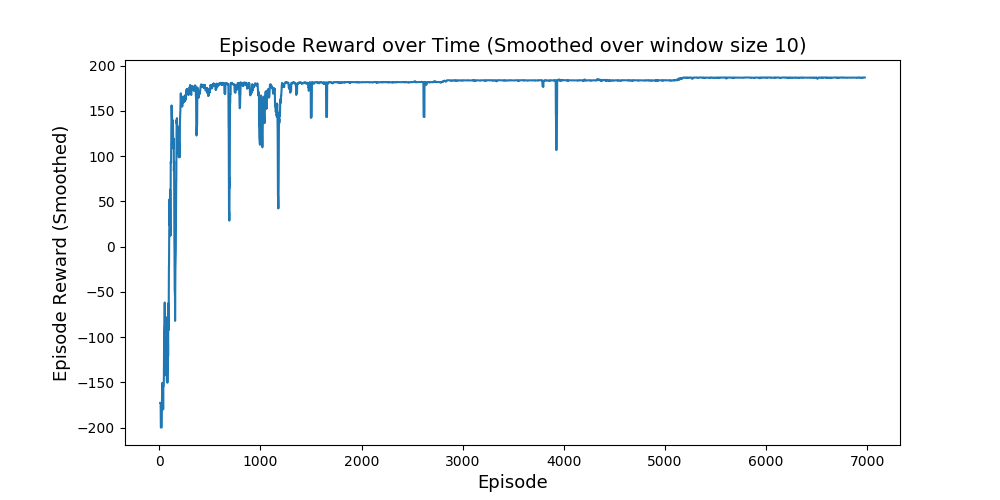 Episode Reward over Time (Smoothed over window size 10)
200
150
100
50
0
−50
−100
−150
−200
Episode Reward (Smoothed)
0 1000 2000 3000 4000 5000 6000 7000
Episode